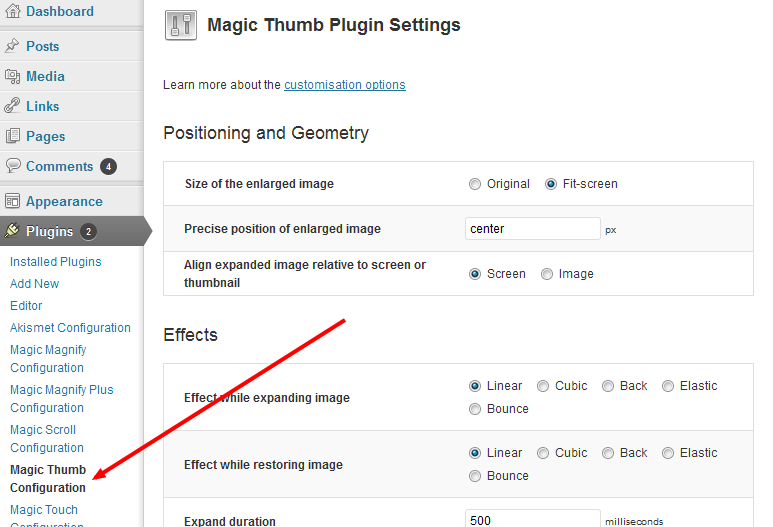 Dashboard
Posts
Media
Links
Pages
Comments 4
Appearance
Plugins 2
Installed Plugins
Add New
Editor
Akismet Configuration
Magic Magnify
Configuration
Magic Magnify Plus
Configuration
Magic Scroll
Configuration
Magic Thumb
Configuration
Magic Touch
Configuration
Magic Thumb Plugin Settings
Learn more about the customisation options
Positioning and Geometry
Size of the enlarged image Original Fit-screen
Precise position of enlarged image center px
Align expanded image relative to screen or
thumbnail Screen Image
Effects
Effect while expanding image Linear Cubic Back Elastic
Bounce
Effect while restoring image Linear Cubic Back Elastic
Bounce
Expand duration 500 milliseconds